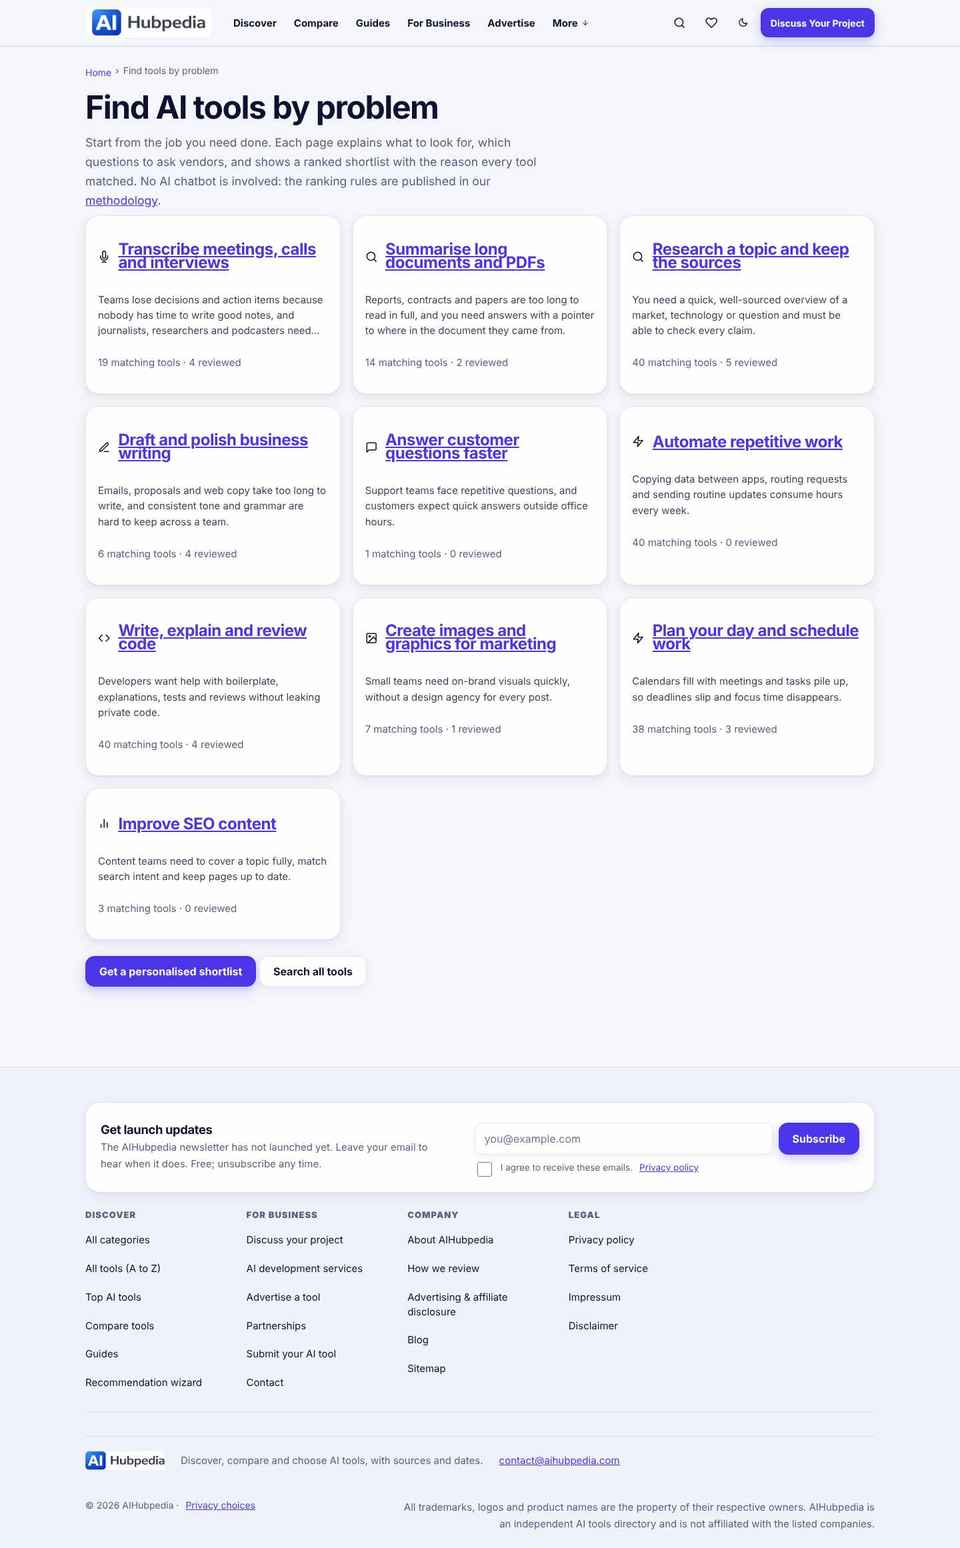 AI Hubpedia
Discover Compare Guides For Business Advertise More
Discuss Your Project
Home › Find tools by problem
Find AI tools by problem
Start from the job you need done. Each page explains what to look for, which
questions to ask vendors, and shows a ranked shortlist with the reason every tool
matched. No AI chatbot is involved: the ranking rules are published in our
methodology.
Transcribe meetings, calls
and interviews
Teams lose decisions and action items because
nobody has time to write good notes, and
journalists, researchers and podcasters need…
19 matching tools · 4 reviewed
Summarise long
documents and PDFs
Reports, contracts and papers are too long to
read in full, and you need answers with a pointer
to where in the document they came from.
14 matching tools · 2 reviewed
Research a topic and keep
the sources
You need a quick, well-sourced overview of a
market, technology or question and must be
able to check every claim.
40 matching tools · 5 reviewed
Draft and polish business
writing
Emails, proposals and web copy take too long to
write, and consistent tone and grammar are
hard to keep across a team.
6 matching tools · 4 reviewed
Answer customer
questions faster
Support teams face repetitive questions, and
customers expect quick answers outside office
hours.
1 matching tools · 0 reviewed
Automate repetitive work
Copying data between apps, routing requests
and sending routine updates consume hours
every week.
40 matching tools · 0 reviewed
Write, explain and review
code
Developers want help with boilerplate,
explanations, tests and reviews without leaking
private code.
40 matching tools · 4 reviewed
Create images and
graphics for marketing
Small teams need on-brand visuals quickly,
without a design agency for every post.
7 matching tools · 1 reviewed
Plan your day and schedule
work
Calendars fill with meetings and tasks pile up,
so deadlines slip and focus time disappears.
38 matching tools · 3 reviewed
Improve SEO content
Content teams need to cover a topic fully, match
search intent and keep pages up to date.
3 matching tools · 0 reviewed
Get a personalised shortlist
Search all tools
Get launch updates
The AIHubpedia newsletter has not launched yet. Leave your email to
hear when it does. Free; unsubscribe any time.
you@example.com
Subscribe
I agree to receive these emails. Privacy policy
DISCOVER
All categories
All tools (A to Z)
Top AI tools
Compare tools
Guides
Recommendation wizard
FOR BUSINESS
Discuss your project
AI development services
Advertise a tool
Partnerships
Submit your AI tool
Contact
COMPANY
About AIHubpedia
How we review
Advertising & affiliate
disclosure
Blog
Sitemap
LEGAL
Privacy policy
Terms of service
Impressum
Disclaimer
AI Hubpedia
Discover, compare and choose AI tools, with sources and dates.
contact@aihubpedia.com
© 2026 AIHubpedia · Privacy choices
All trademarks, logos and product names are the property of their respective owners. AIHubpedia is
an independent AI tools directory and is not affiliated with the listed companies.